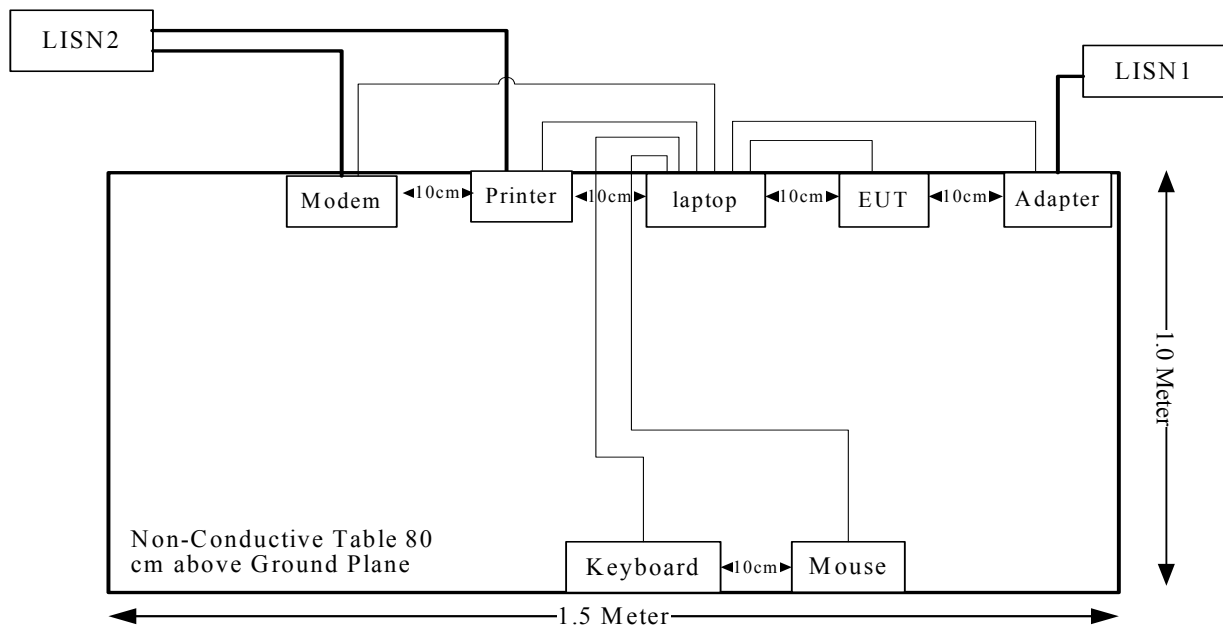 LISN2
LISN1
Modem
10cm
Printer
10cm
laptop
10cm
EUT
10cm
Adapter
1.0 Meter
Non-Conductive Table 80
cm above Ground Plane
Keyboard
10cm
Mouse
1.5 Meter